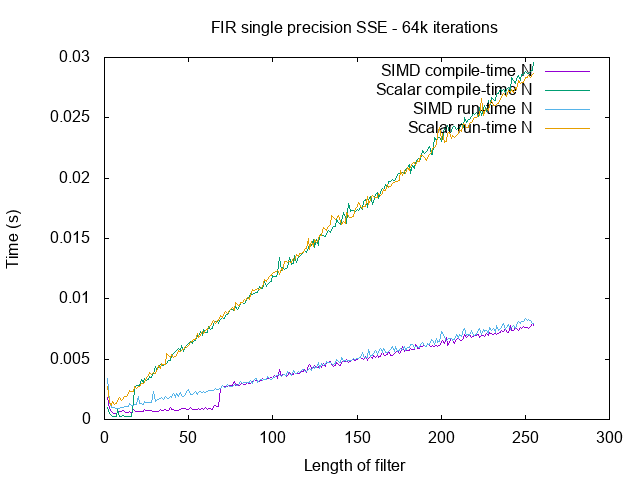 FIR single precision SSE - 64k iterations
SIMD compile-time N
Scalar compile-time N
SIMD run-time N
Scalar run-time N
Time (s)
0.03
0.025
0.02
0.015
0.01
0.005
0
0 50 100 150 200 250 300
Length of filter